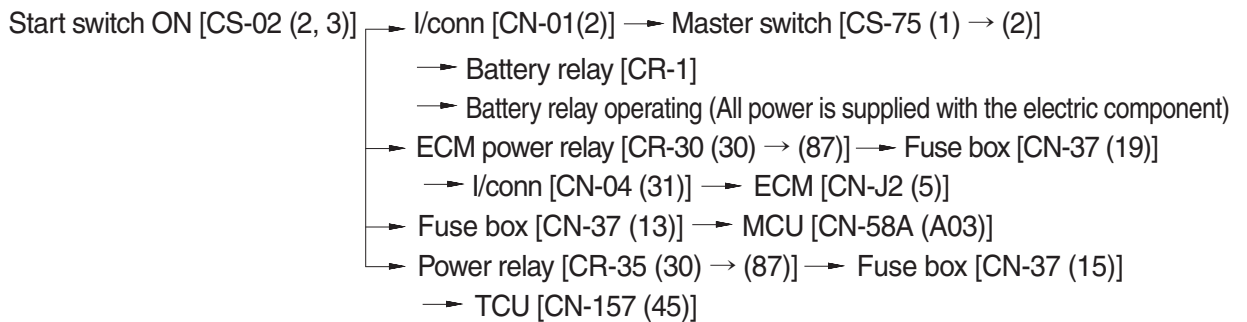 Start switch ON [CS-02 (2, 3)] → I/conn [CN-01(2)] → Master switch [CS-75 (1) → (2)]
→ Battery relay [CR-1]
→ Battery relay operating (All power is supplied with the electric component)
→ ECM power relay [CR-30 (30) → (87)] → Fuse box [CN-37 (19)]
→ I/conn [CN-04 (31)] → ECM [CN-J2 (5)]
→ Fuse box [CN-37 (13)] → MCU [CN-58A (A03)]
→ Power relay [CR-35 (30) → (87)] → Fuse box [CN-37 (15)]
→ TCU [CN-157 (45)]